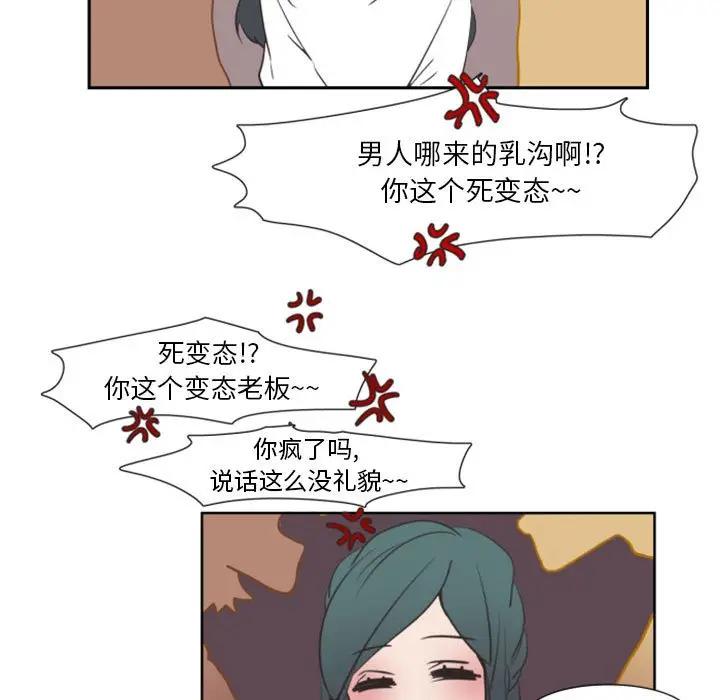 男人哪来的乳沟啊!?
你这个死变态~~
死变态!?
你这个变态老板~~
你疯了吗,
说话这么没礼貌~~